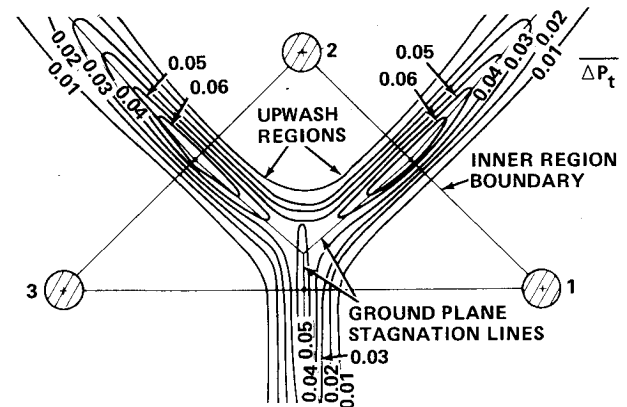 0.02
0.01
0.03
0.04
0.05
0.06
2
0.05
0.06
0.04
0.03
0.02
0.01
ΔPt
UPWASH
REGIONS
INNER REGION
BOUNDARY
3
1
GROUND PLANE
STAGNATION LINES
0.04
0.05
0.03
0.02
0.01